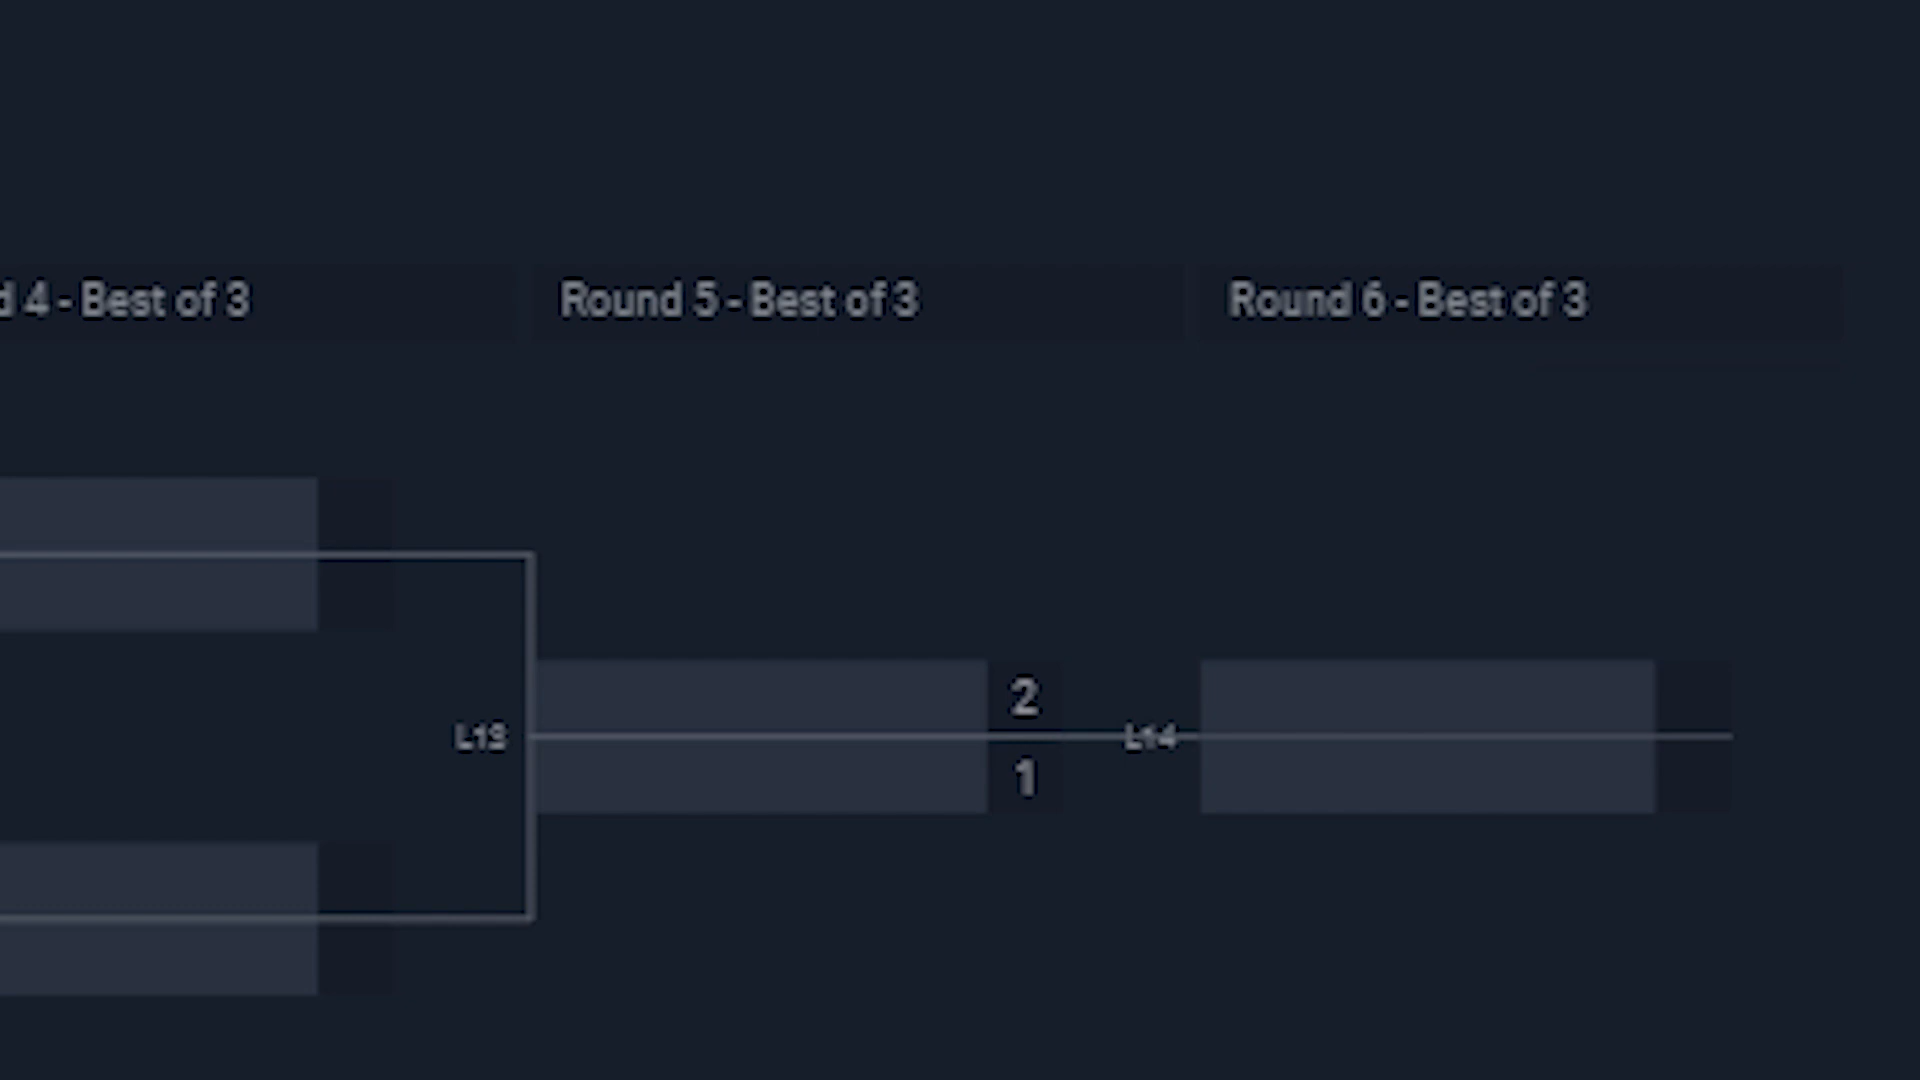 d 4 - Best of 3
Round 5 - Best of 3
Round 6 - Best of 3
2
L13
L14
1